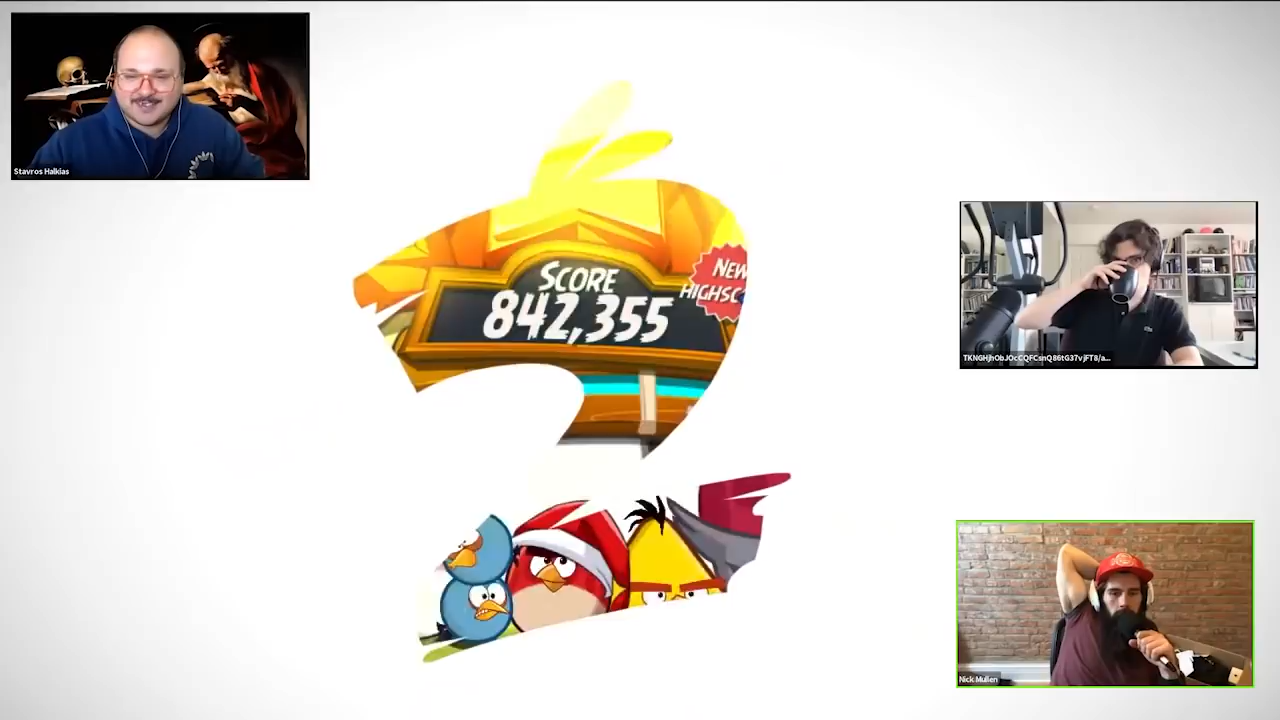 Stavros Halkias
SCORE
842,355
NEW
HIGHSC
Nick Mullen